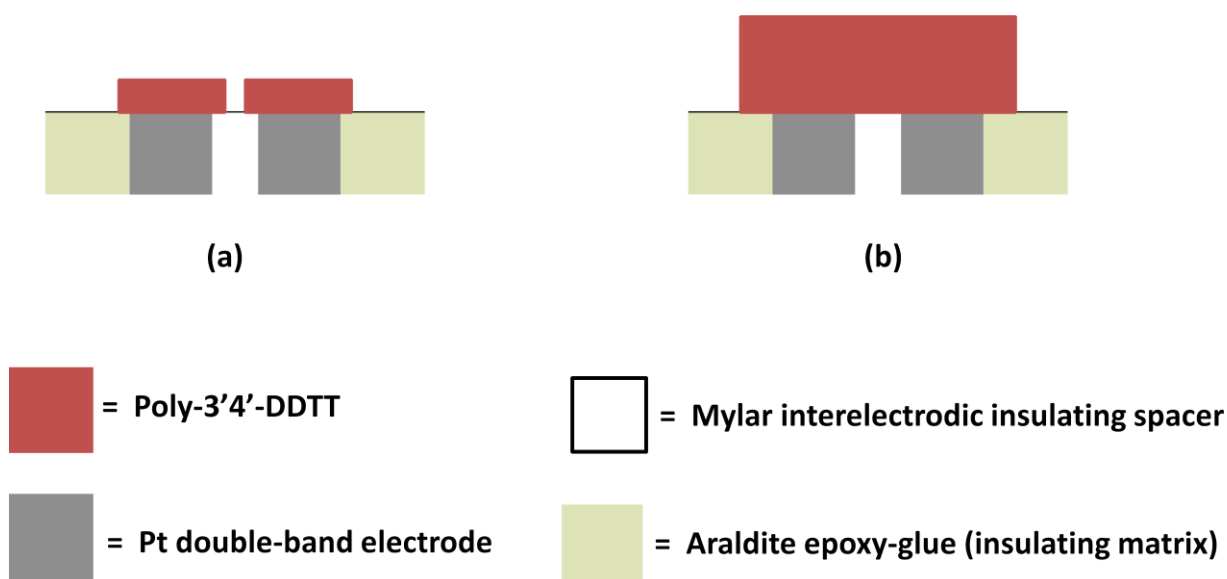 (a)
(b)
= Poly-3’4’-DDTT
= Mylar interelectrodic insulating spacer
= Pt double-band electrode
= Araldite epoxy-glue (insulating matrix)